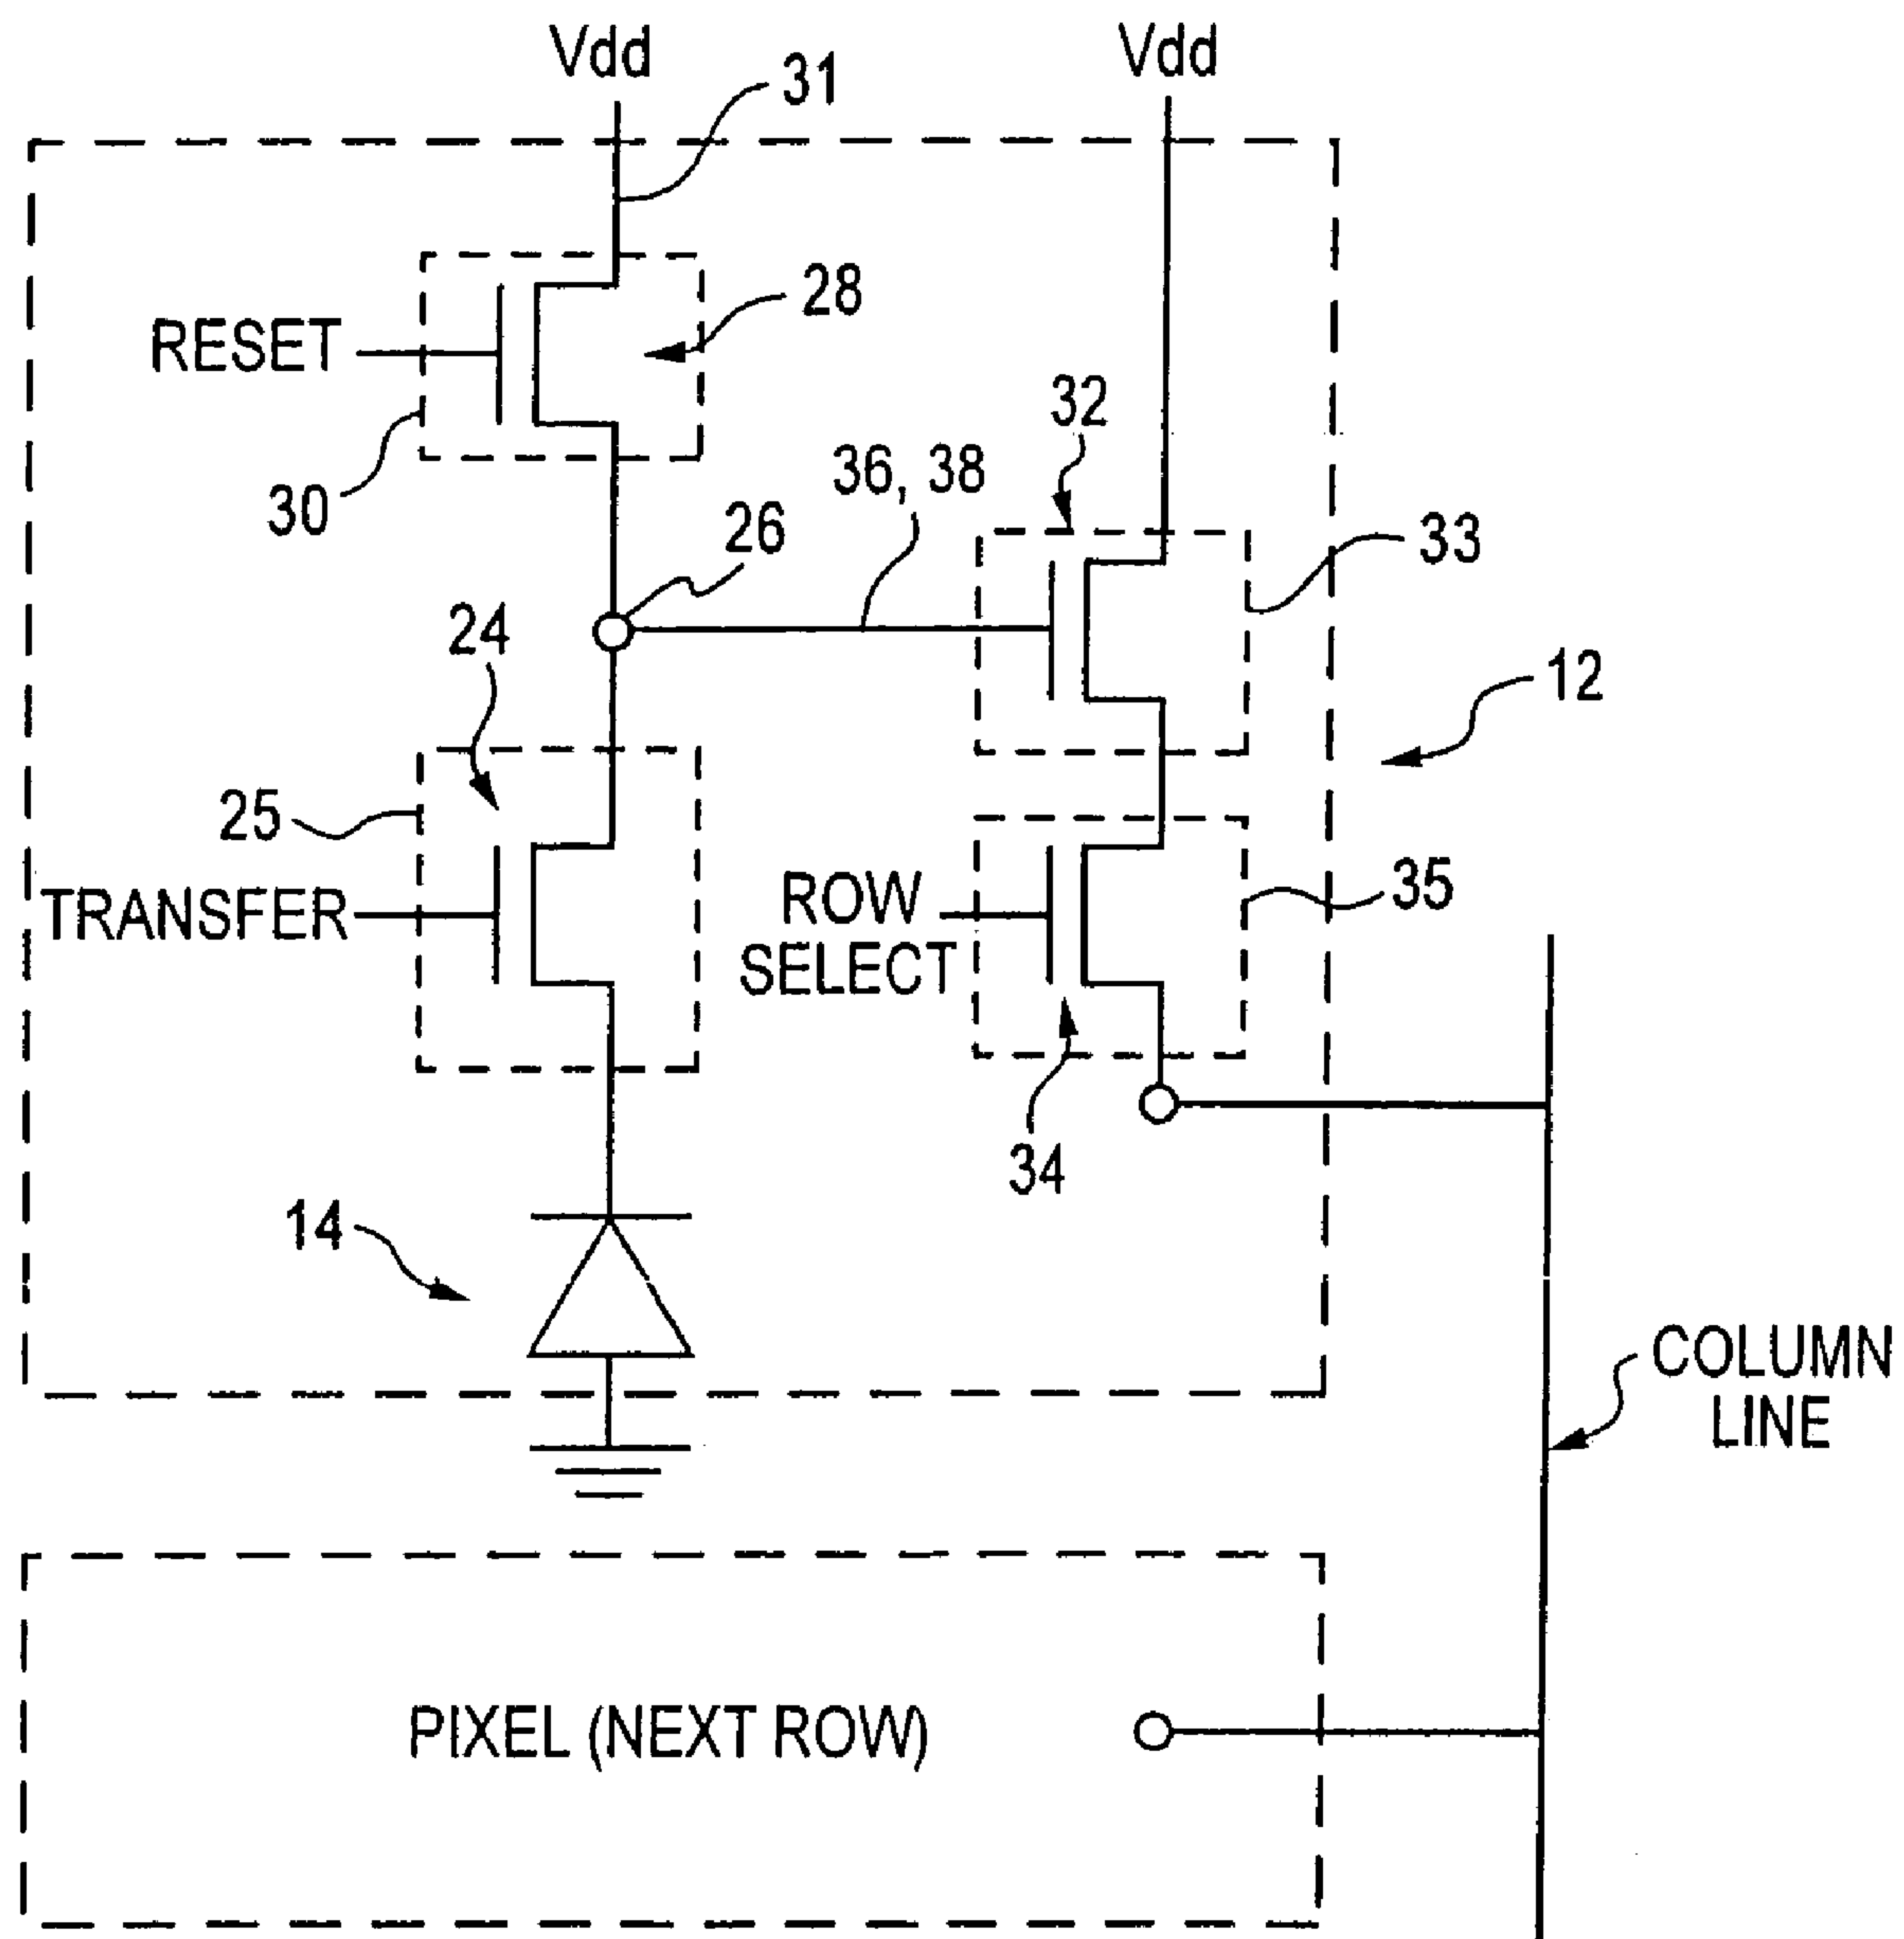 Vdd
Vdd
31
RESET
28
30
32
36, 38
26
33
24
12
25
TRANSFER
ROW
SELECT
35
34
14
COLUMN
LINE
PIXEL (NEXT ROW)